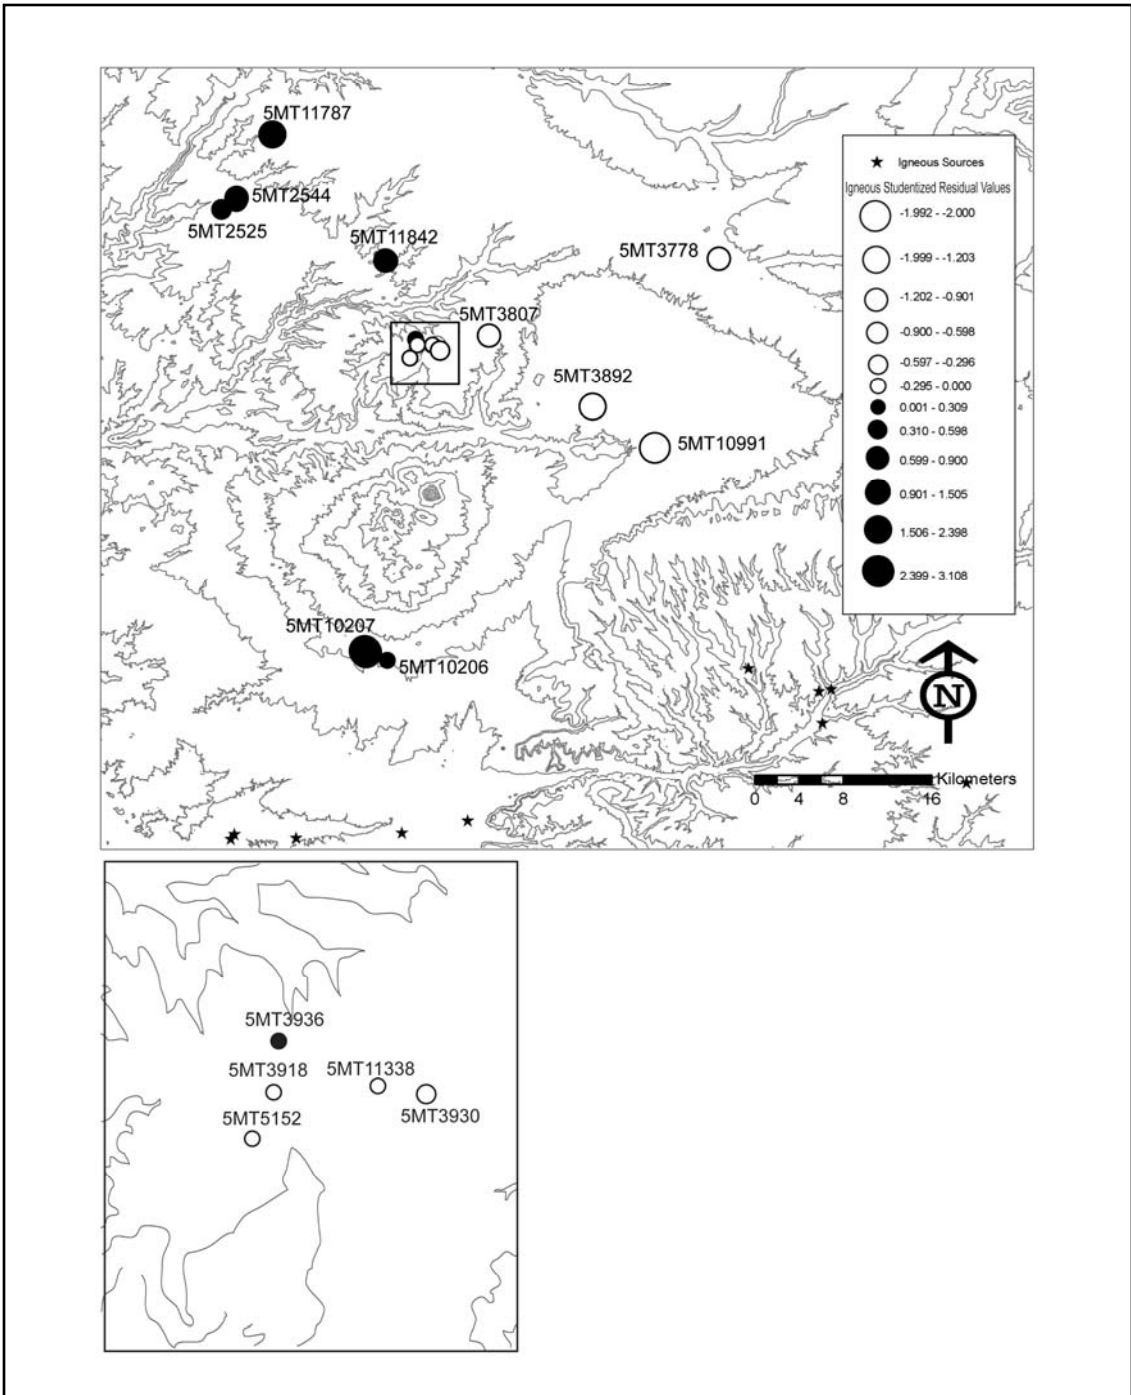 5MT11787
5MT2544
5MT2525
5MT11842
5MT3778
5MT3807
5MT3892
5MT10991
5MT10207
5MT10206
Igneous Sources
Igneous Studentized Residual Values
-1.992 - -2.000
-1.999 - -1.203
-1.202 - -0.901
-0.900 - -0.598
-0.597 - -0.296
-0.295 - 0.000
0.001 - 0.309
0.310 - 0.598
0.599 - 0.900
0.901 - 1.505
1.506 - 2.398
2.399 - 3.108
N
Kilometers
0 4 8 16
5MT3936
5MT3918
5MT11338
5MT5152
5MT3930